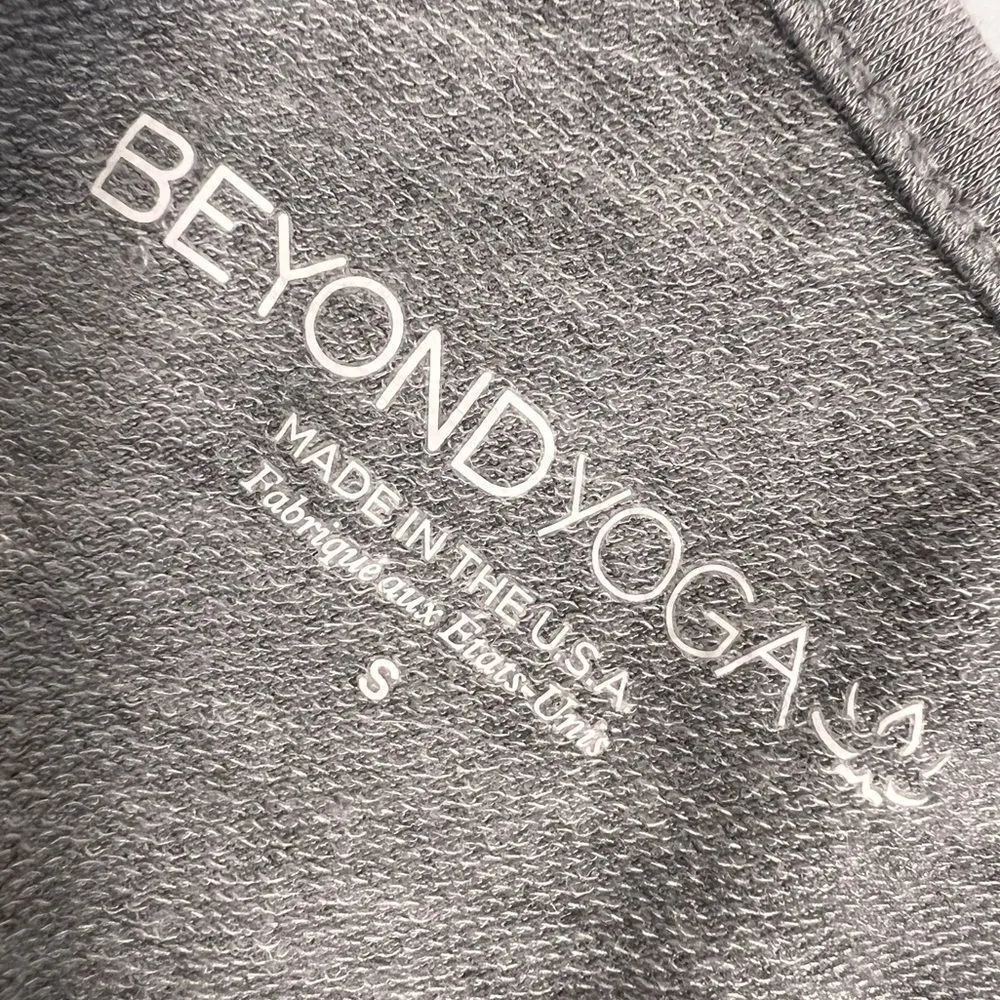 BEYOND YOGA
MADE IN THE U.S.A.
Fabriqué aux États-Unis
S